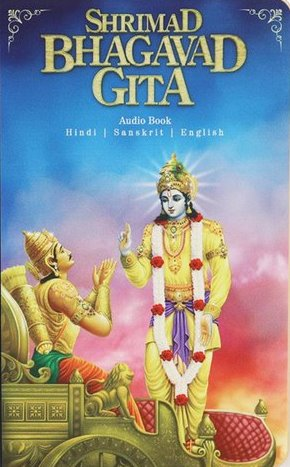 SHRIMAD
BHAGAVAD
GITA
Audio Book
Hindi | Sanskrit | English